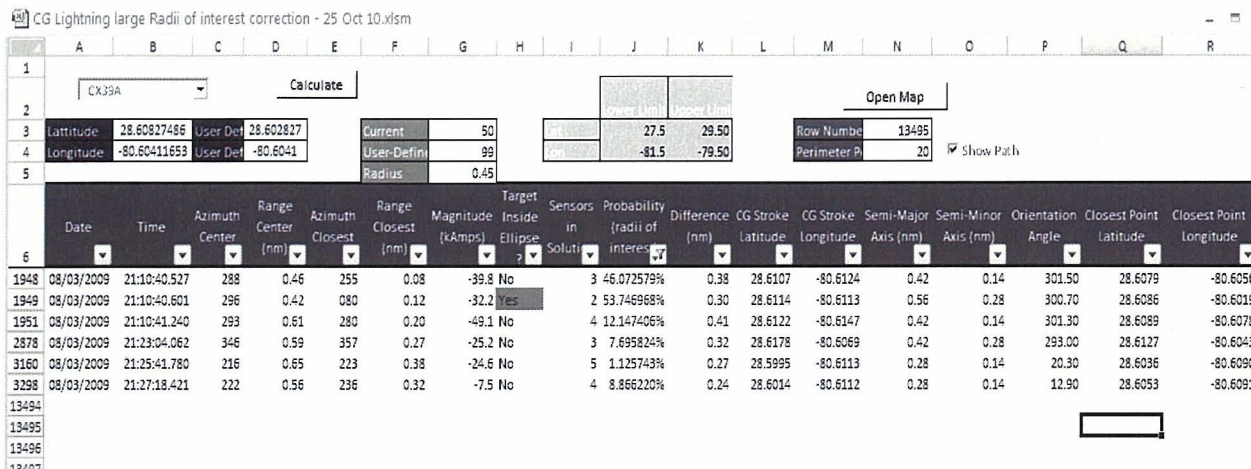 CG Lightning large Radii of interest correction - 25 Oct 10.xlsm
A B C D E F G H I J K L M N O P Q R
1
CX39A Calculate Open Map
2 Lower Limit Upper Limi
3 Lattitude 28.60827486 User Def 28.602827 Current 50 Lat 27.5 29.50 Row Numbe 13495
4 Longitude -80.60411653 User Def -80.6041 User-Define 99 Lon -81.5 -79.50 Perimeter P 20 Show Path
5 Radius 0.45
6 Date Time Azimuth Center Range Center (nm) Azimuth Closest Range Closest (nm) Magnitude (kAmps) Target Inside Ellipse ? Sensors in Soluti Probability (radii of interest Difference (nm) CG Stroke Latitude CG Stroke Longitude Semi-Major Axis (nm) Semi-Minor Axis (nm) Orientation Angle Closest Point Latitude Closest Point Longitude
1948 08/03/2009 21:10:40.527 288 0.46 255 0.08 -39.8 No 3 46.072579% 0.38 28.6107 -80.6124 0.42 0.14 301.50 28.6079 -80.6056
1949 08/03/2009 21:10:40.601 296 0.42 080 0.12 -32.2 Yes 2 53.746968% 0.30 28.6114 -80.6113 0.56 0.28 300.70 28.6086 -80.6019
1951 08/03/2009 21:10:41.240 293 0.61 280 0.20 -49.1 No 4 12.147406% 0.41 28.6122 -80.6147 0.42 0.14 301.30 28.6089 -80.6078
2878 08/03/2009 21:23:04.062 346 0.59 357 0.27 -25.2 No 3 7.695824% 0.32 28.6178 -80.6069 0.42 0.28 293.00 28.6127 -80.6043
3160 08/03/2009 21:25:41.780 216 0.65 223 0.38 -24.6 No 5 1.125743% 0.27 28.5995 -80.6113 0.28 0.14 20.30 28.6036 -80.6090
3298 08/03/2009 21:27:18.421 222 0.56 236 0.32 -7.5 No 4 8.866220% 0.24 28.6014 -80.6112 0.28 0.14 12.90 28.6053 -80.6091
13494
13495
13496
13497